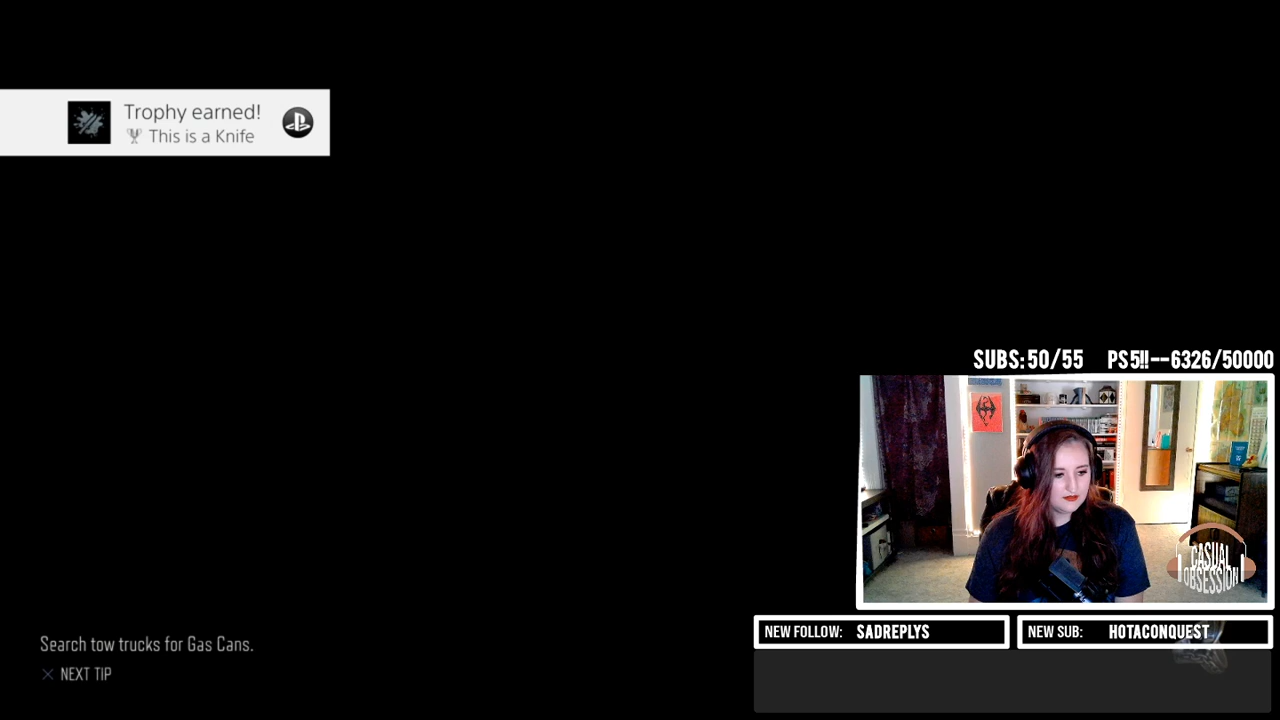 Trophy earned!
This is a Knife
SUBS: 50/55 PS5!!--6326/50000
CASUAL
OBSESSION
NEW FOLLOW: SADREPLYS
NEW SUB: HOTACONQUEST
Search tow trucks for Gas Cans.
NEXT TIP